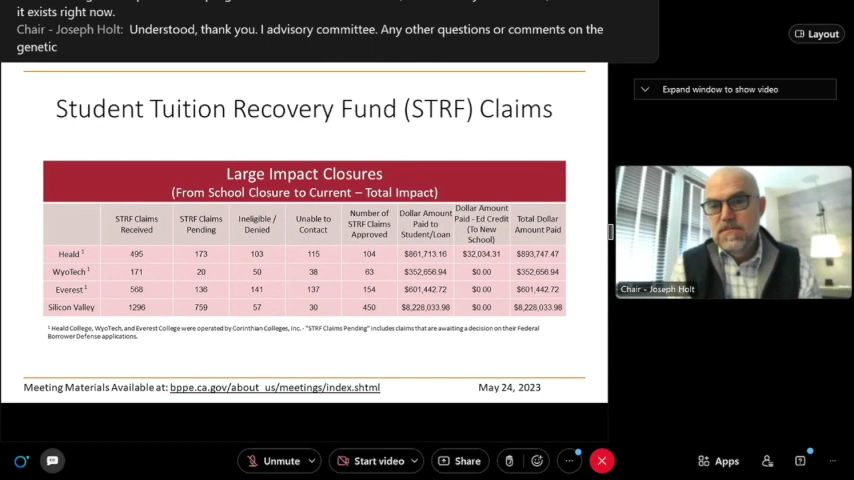 it exists right now.
Chair - Joseph Holt: Understood, thank you. I advisory committee. Any other questions or comments on the
genetic
Layout
Expand window to show video
Student Tuition Recovery Fund (STRF) Claims
Large Impact Closures
(From School Closure to Current – Total Impact)
STRF Claims Received
STRF Claims Pending
Ineligible / Denied
Unable to Contact
Number of STRF Claims Approved
Dollar Amount Paid to Student/Loan
Dollar Amount Paid - Ed Credit (To New School)
Total Dollar Amount Paid
Heald 1 495 173 103 115 104 $861,713.16 $32,034.31 $893,747.47
WyoTech 1 171 20 50 38 63 $352,656.94 $0.00 $352,656.94
Everest 1 568 136 141 137 154 $601,442.72 $0.00 $601,442.72
Silicon Valley 1296 759 57 30 450 $8,228,033.98 $0.00 $8,228,033.98
1 Heald College, WyoTech, and Everest College were operated by Corinthian Colleges, Inc. - "STRF Claims Pending" includes claims that are awaiting a decision on their Federal
Borrower Defense applications.
Chair - Joseph Holt
Meeting Materials Available at: bppe.ca.gov/about_us/meetings/index.shtml May 24, 2023
Unmute Start video Share Apps